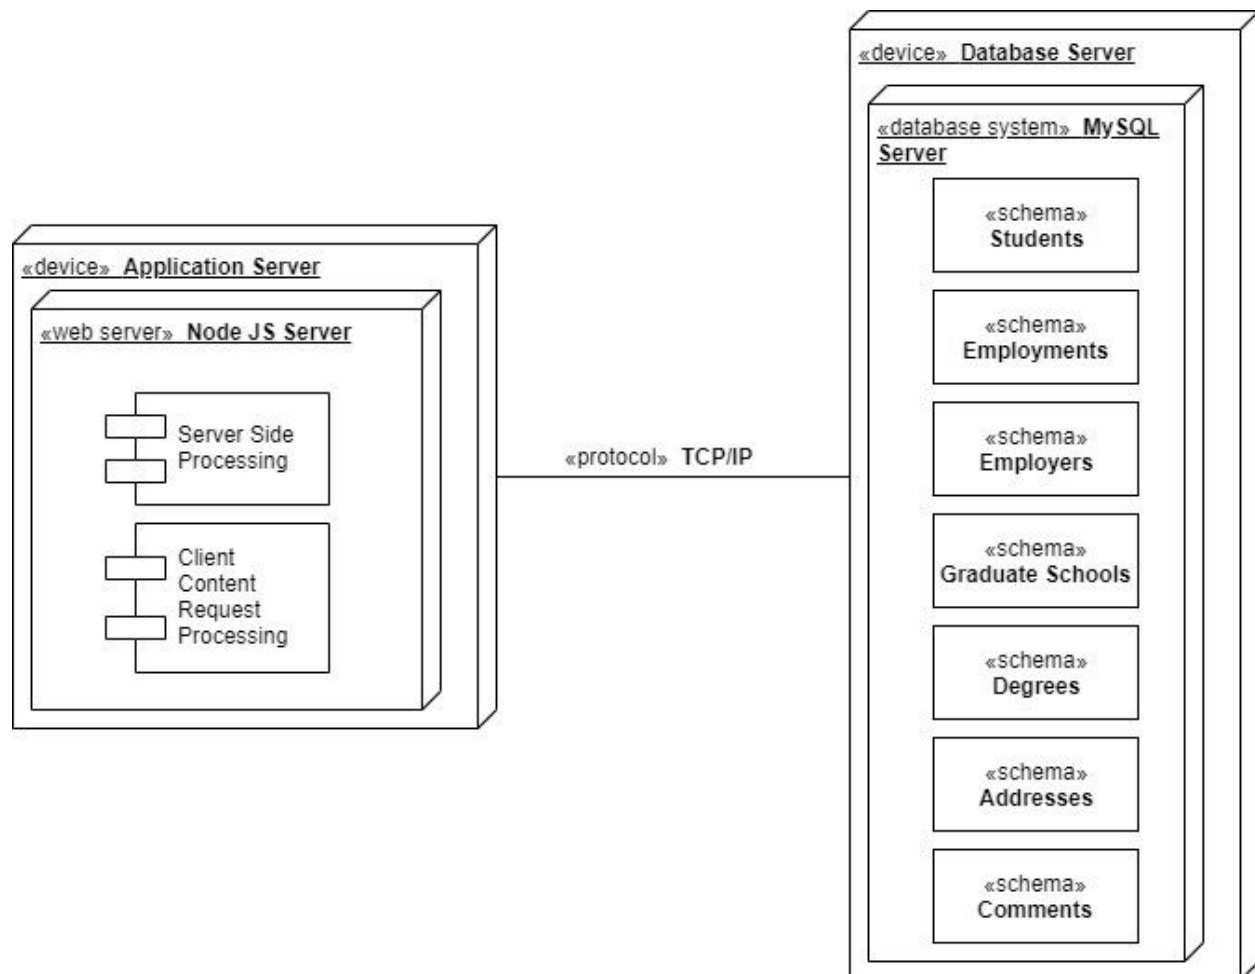 «device» Database Server
«database system» MySQL
Server
«schema»
Students
«device» Application Server
«web server» Node JS Server
«schema»
Employments
Server Side
Processing
«protocol» TCP/IP
«schema»
Employers
Client
Content
Request
Processing
«schema»
Graduate Schools
«schema»
Degrees
«schema»
Addresses
«schema»
Comments